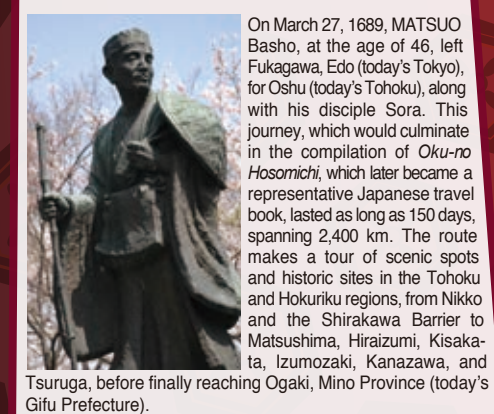 On March 27, 1689, MATSUO
Basho, at the age of 46, left
Fukagawa, Edo (today's Tokyo),
for Oshu (today's Tohoku), along
with his disciple Sora. This
journey, which would culminate
in the compilation of Oku-no
Hosomichi, which later became a
representative Japanese travel
book, lasted as long as 150 days,
spanning 2,400 km. The route
makes a tour of scenic spots
and historic sites in the Tohoku
and Hokuriku regions, from Nikko
and the Shirakawa Barrier to
Matsushima, Hiraizumi, Kisaka-
ta, Izumozaki, Kanazawa, and
Tsuruga, before finally reaching Ogaki, Mino Province (today's
Gifu Prefecture).